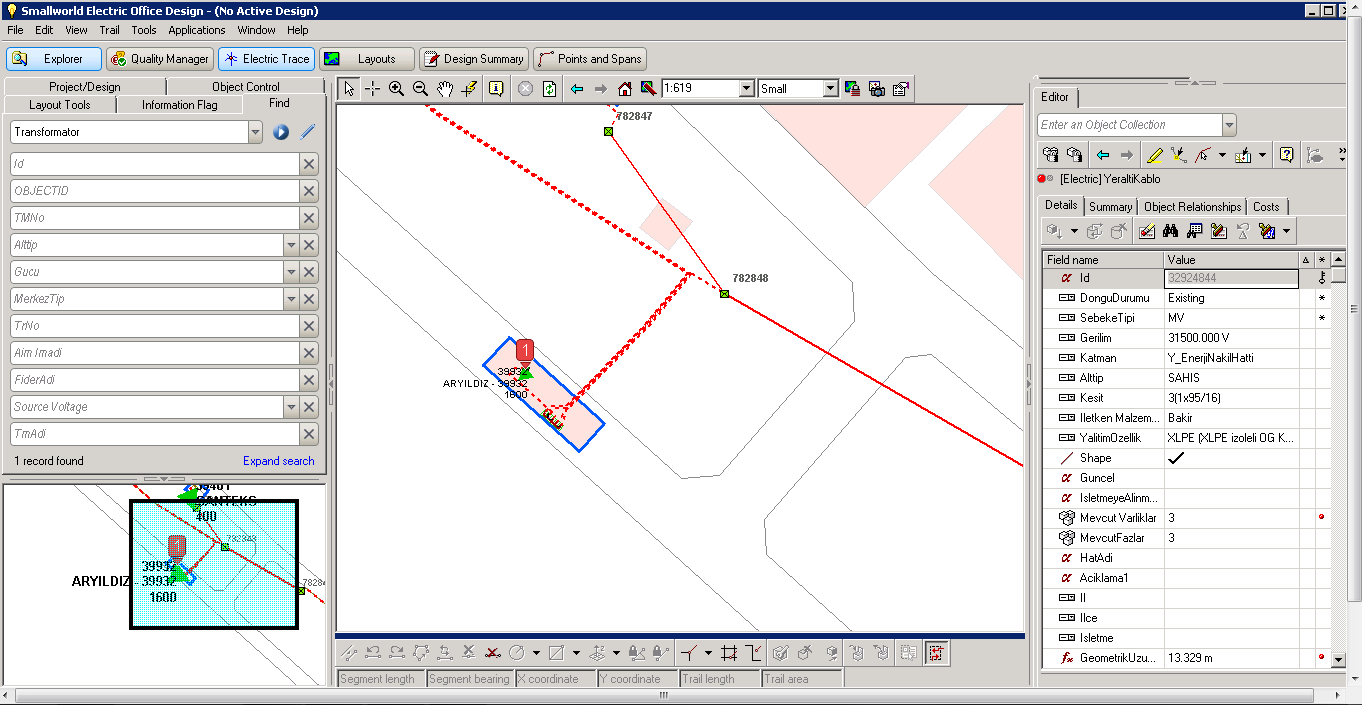 Smallworld Electric Office Design - (No Active Design)
File Edit View Trail Tools Applications Window Help
Explorer Quality Manager Electric Trace Layouts Design Summary Points and Spans
Project/Design Object Control
Layout Tools Information Flag Find
Transformator
Id
OBJECTID
TMNo
Alttip
Gucu
MerkezTip
TrNo
Aim Imadi
FiderAdi
Source Voltage
TmAdi
1 record found Expand search
39401
SANTEKS
400
1
39932
ARYILDIZ - 39932
1600
1:619 Small
782847
782848
1
39932
ARYILDIZ - 39932
1600
Segment length Segment bearing X coordinate Y coordinate Trail length Trail area
Editor
Enter an Object Collection
[Electric] YeraltiKablo
Details Summary Object Relationships Costs
Field name Value *
Id 32924844
DonguDurumu Existing *
SebekeTipi MV *
Gerilim 31500.000 V
Katman Y_EnerjiNakilHatti
Alttip SAHIS
Kesit 3(1x95/16)
Iletken Malzem... Bakir
YalitimOzellik XLPE (XLPE izoleli OG K...
Shape
Guncel
IsletmeyeAlinm...
Mevcut Varliklar 3
MevcutFazlar 3
HatAdi
Aciklama1
Il
Ilce
Isletme
GeometrikUzu... 13.329 m